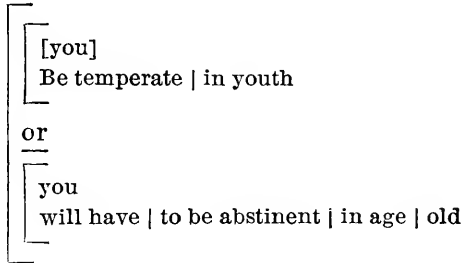 [you]
Be temperate | in youth
or
you
will have | to be abstinent | in age | old